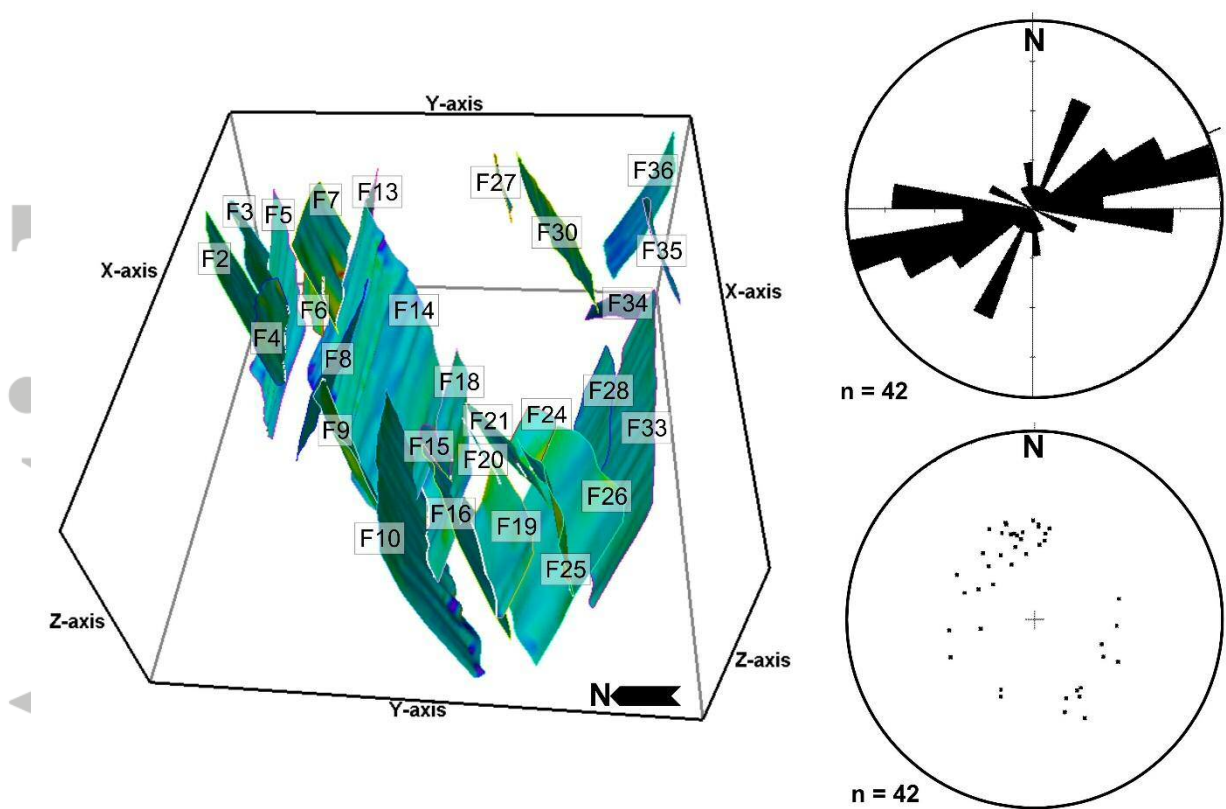 Y-axis
X-axis
X-axis
Z-axis
Z-axis
Y-axis
N
F2
F3
F5
F7
F13
F27
F36
F30
F35
F4
F6
F14
F34
F8
F18
F28
F9
F15
F21
F24
F33
F20
F10
F16
F19
F26
F25
N
n = 42
N
n = 42